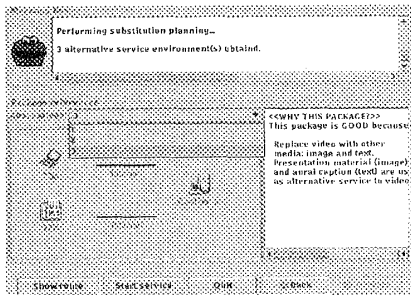 Performing substitution planning...
3 alternative service environment(s) obtaind.
<<WHY THIS PACKAGE?>>
This package is GOOD because
Replace video with other
media: image and text.
Presentation material (image)
and aural caption (text) are us
as alternative service to video
Show route
Start service
Quit
Back